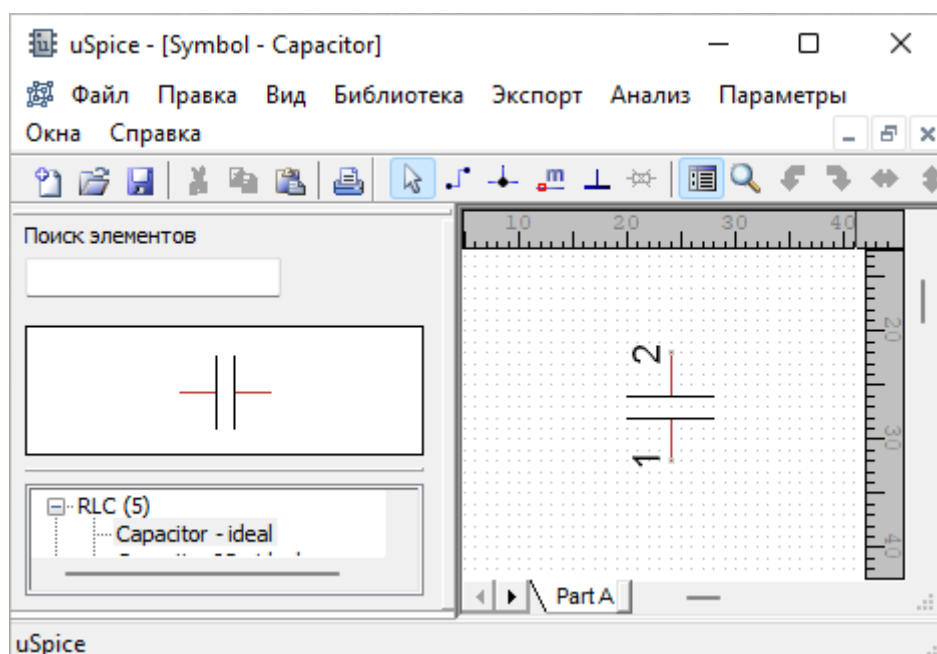 uSpice - [Symbol - Capacitor]
Файл Правка Вид Библиотека Экспорт Анализ Параметры
Окна Справка
m
Поиск элементов
10 20 30 40
20
2
30
1
RLC (5)
Capacitor - ideal
40
Part A
uSpice